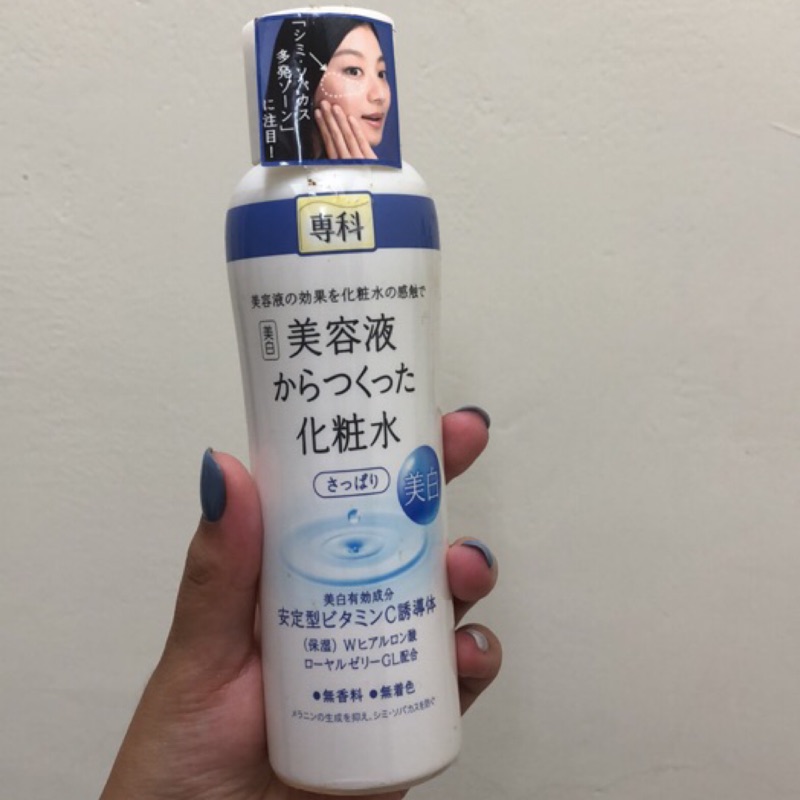 「シミ・ソバカス
多発ゾーン」
に注目！
専科
美容液の効果を化粧水の感触で
美白
美容液
からつくった
化粧水
さっぱり
美白
美白有効成分
安定型ビタミンC誘導体
（保湿）Wヒアルロン酸
ローヤルゼリーGL配合
●無香料 ●無着色
メラニンの生成を抑え、シミ・ソバカスを防ぐ